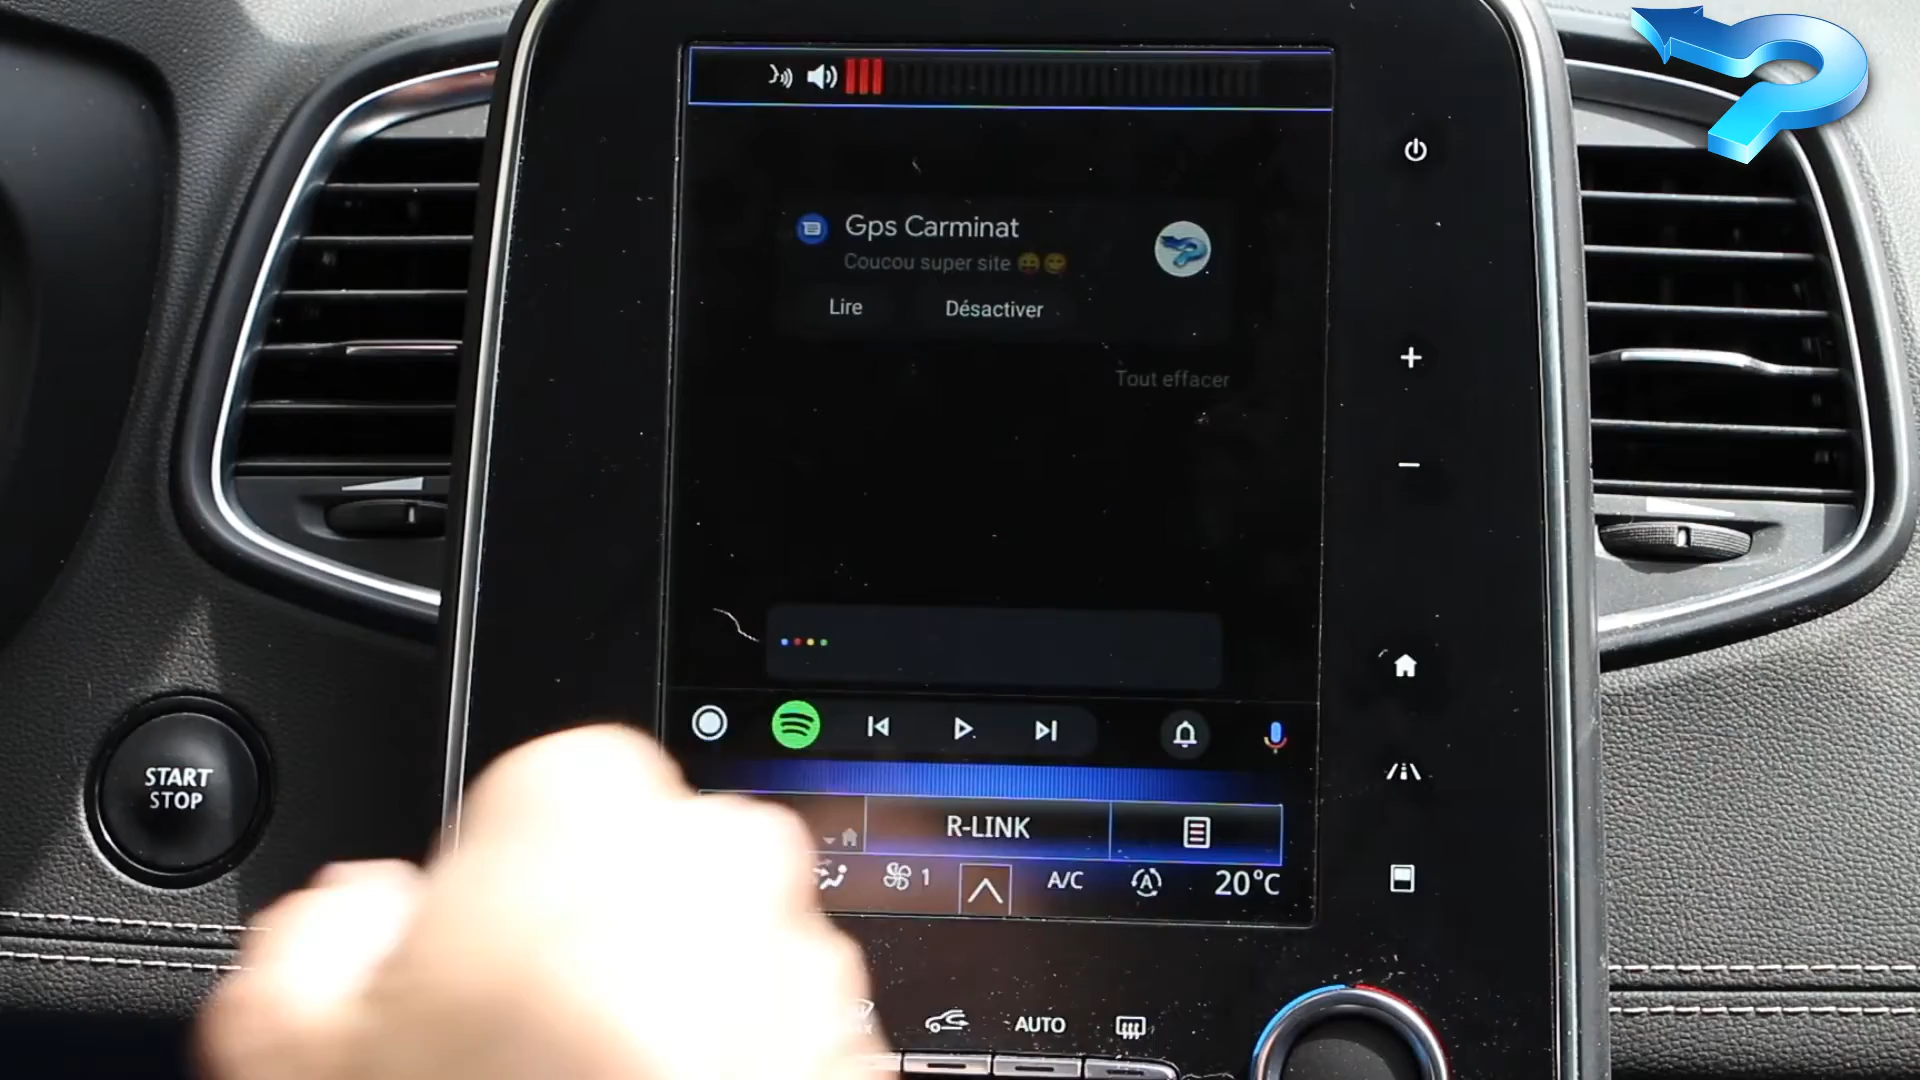 Gps Carminat
Coucou super site 😛😋
Lire
Désactiver
Tout effacer
START
STOP
R-LINK
1
A/C
20°C
AUTO